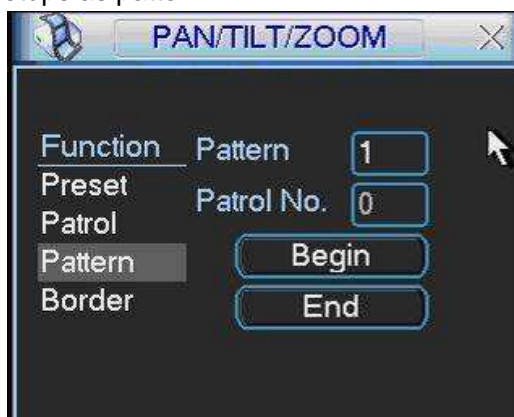 PAN/TILT/ZOOM
Function
Preset
Patrol
Pattern
Border
Pattern 1
Patrol No. 0
Begin
End